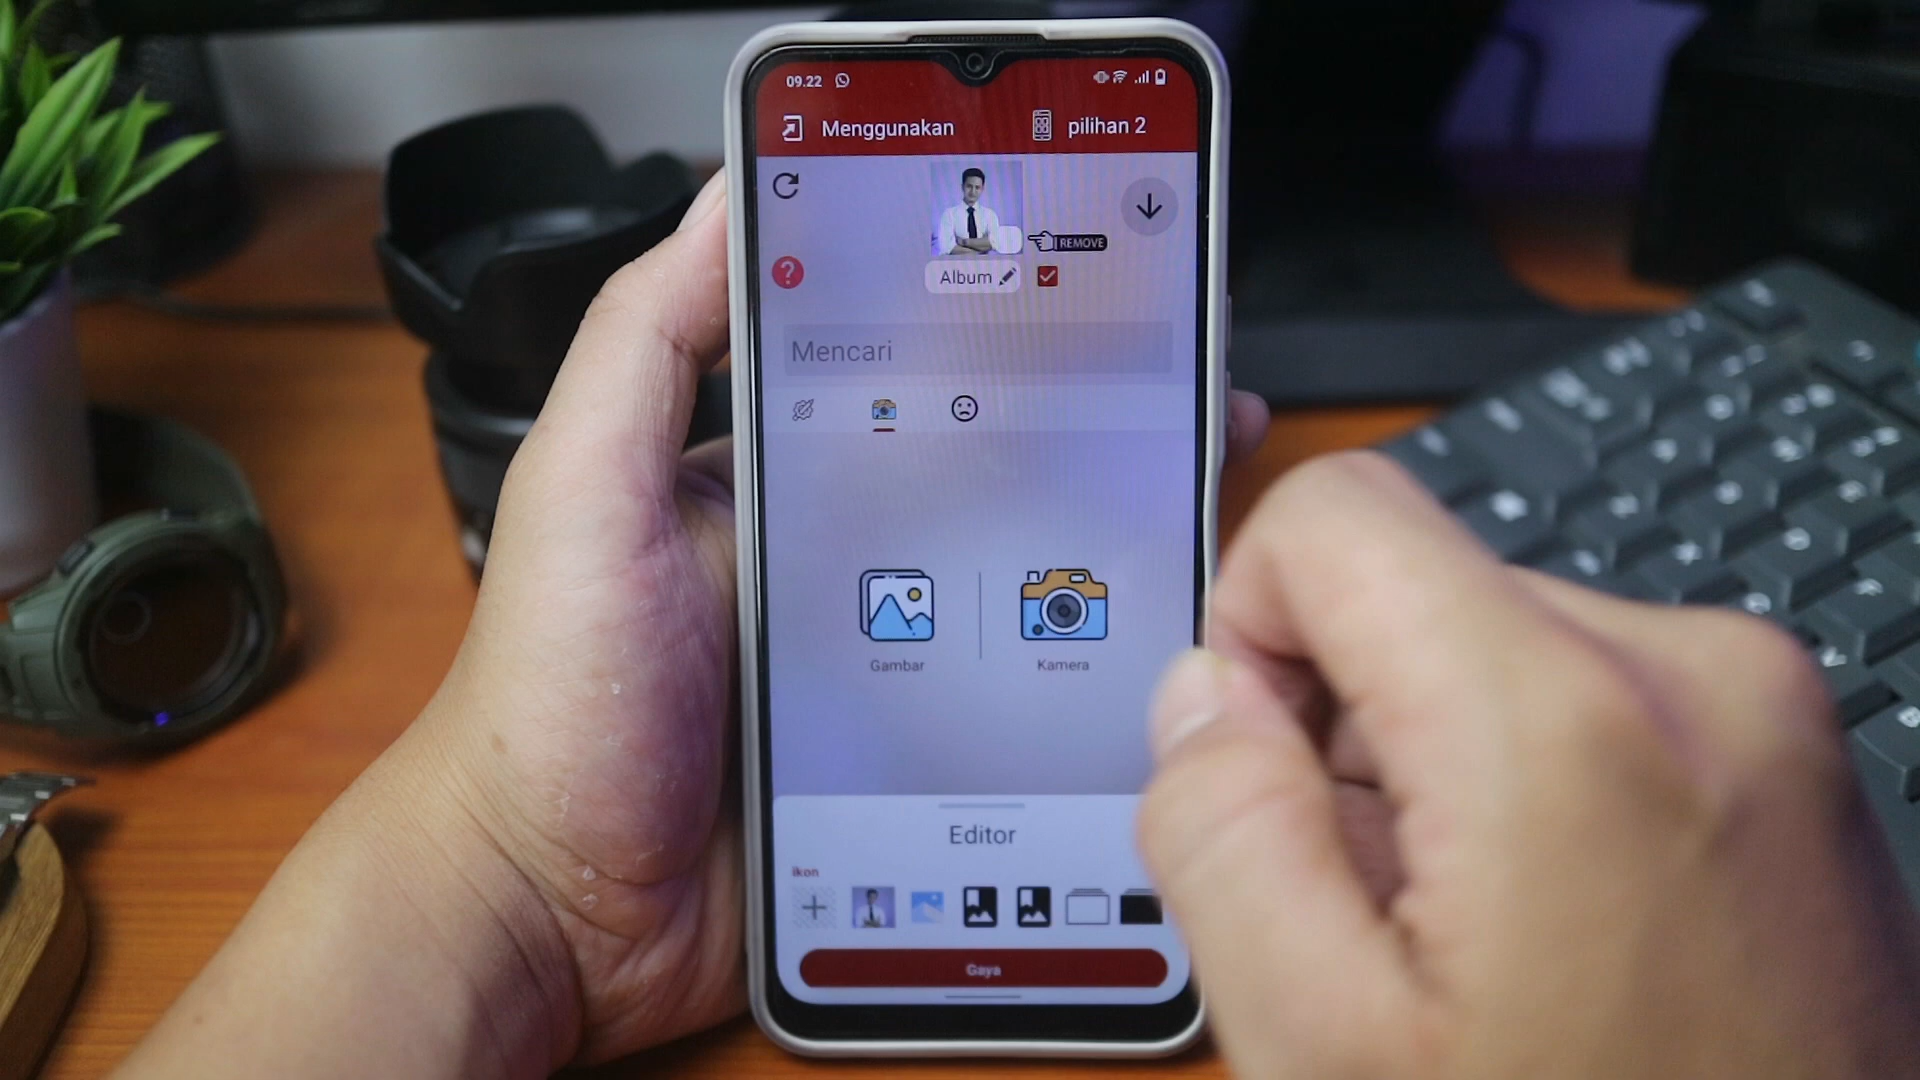 09.22
Menggunakan
pilihan 2
REMOVE
Album
Mencari
Gambar
Kamera
Editor
Ikon
Gaya